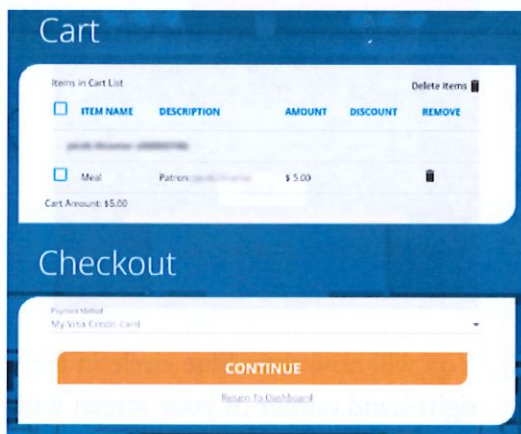 Cart
Items in Cart List
Delete Items
ITEM NAME DESCRIPTION AMOUNT DISCOUNT REMOVE
Meal Patron: $ 5.00
Cart Amount: $5.00
Checkout
Payment Method
My Visa Credit Card
CONTINUE
Return To Dashboard